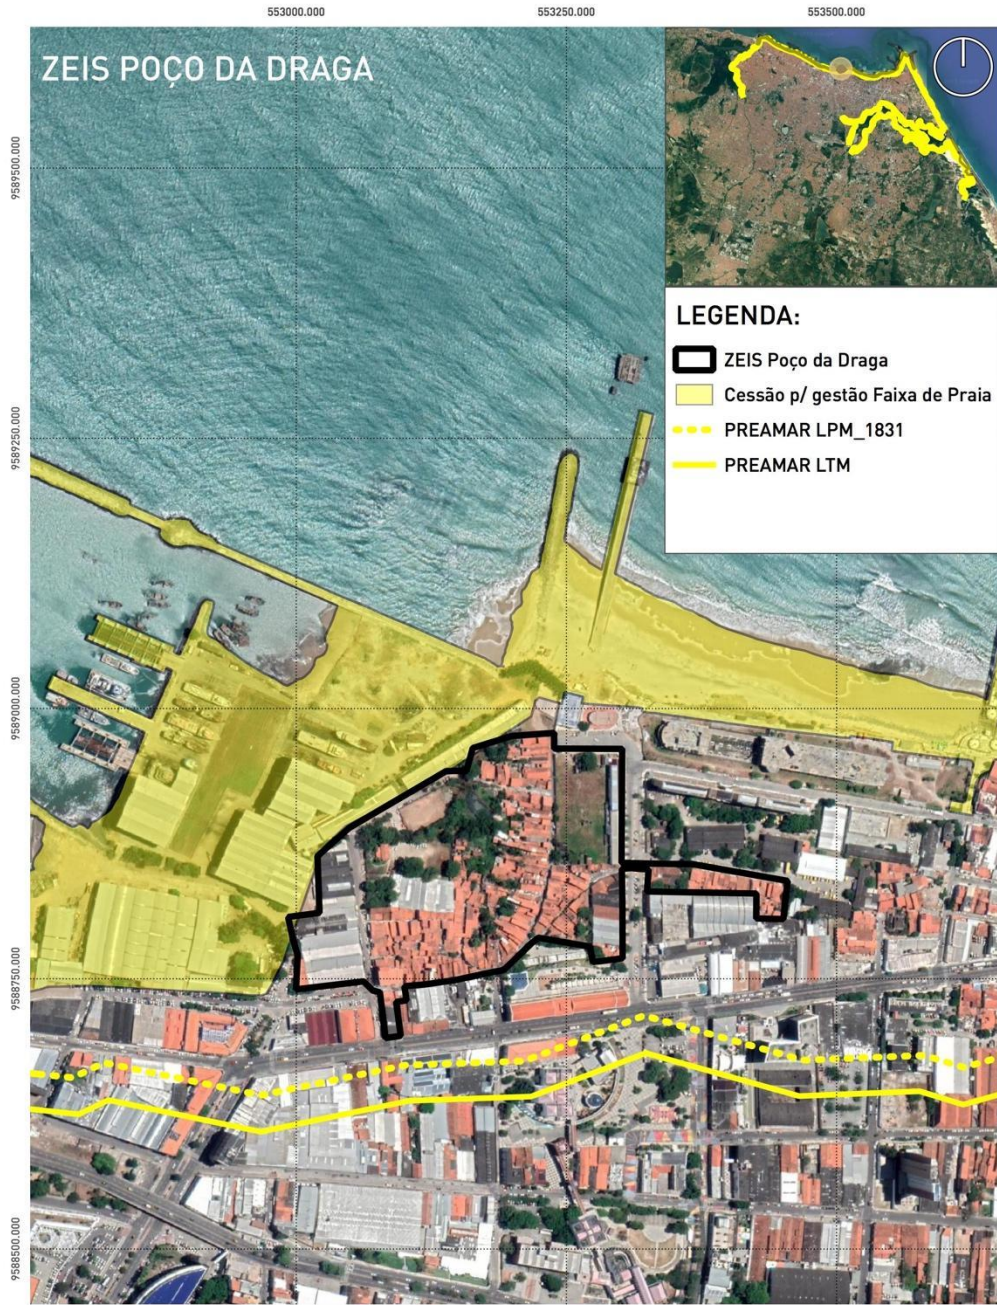 553000.000
553250.000
553500.000
ZEIS POÇO DA DRAGA
LEGENDA:
ZEIS Poço da Draga
Cessão p/ gestão Faixa de Praia
PREAMAR LPM_1831
PREAMAR LTM
9589500.000
9589250.000
9589000.000
9588750.000
9588500.000